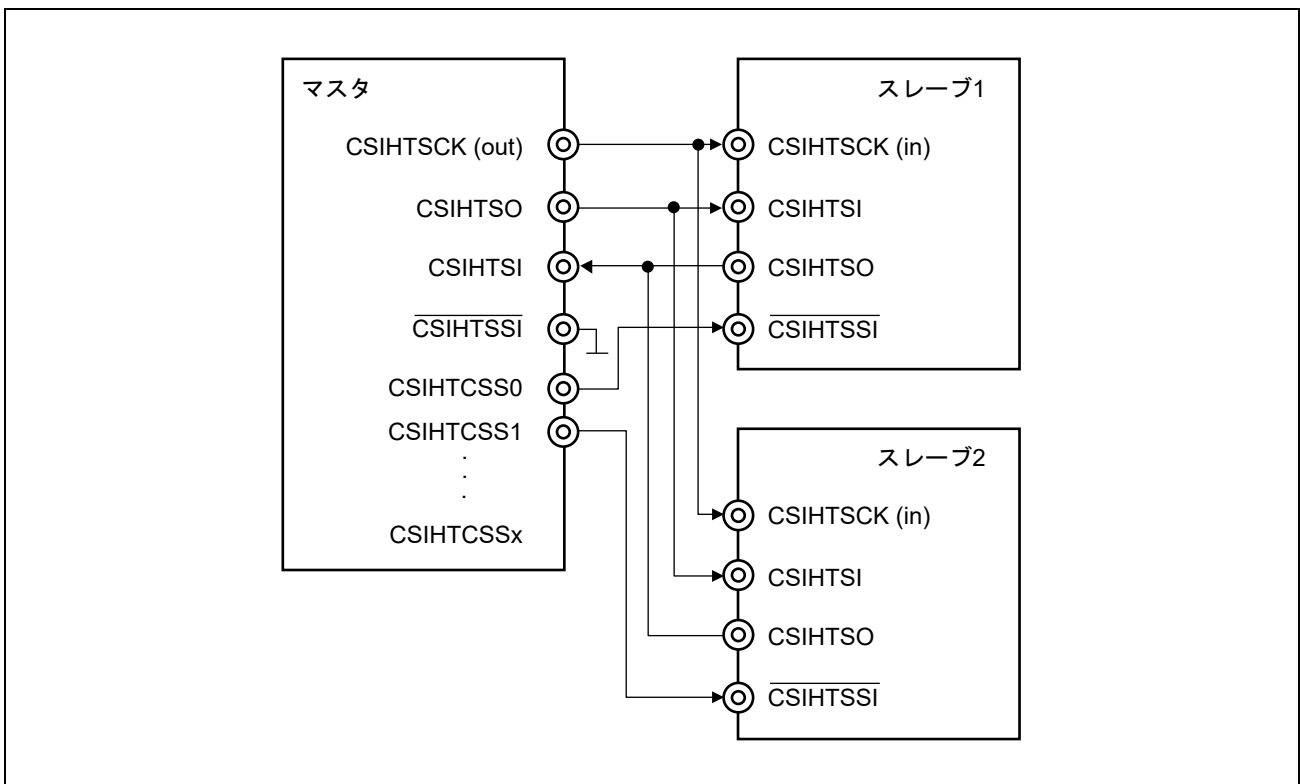 マスタ
CSIHTSCK (out)
CSIHTSO
CSIHTSI
CSIHTSSI
CSIHTCSS0
CSIHTCSS1
.
.
.
CSIHTCSSx
スレーブ1
CSIHTSCK (in)
CSIHTSI
CSIHTSO
CSIHTSSI
スレーブ2
CSIHTSCK (in)
CSIHTSI
CSIHTSO
CSIHTSSI